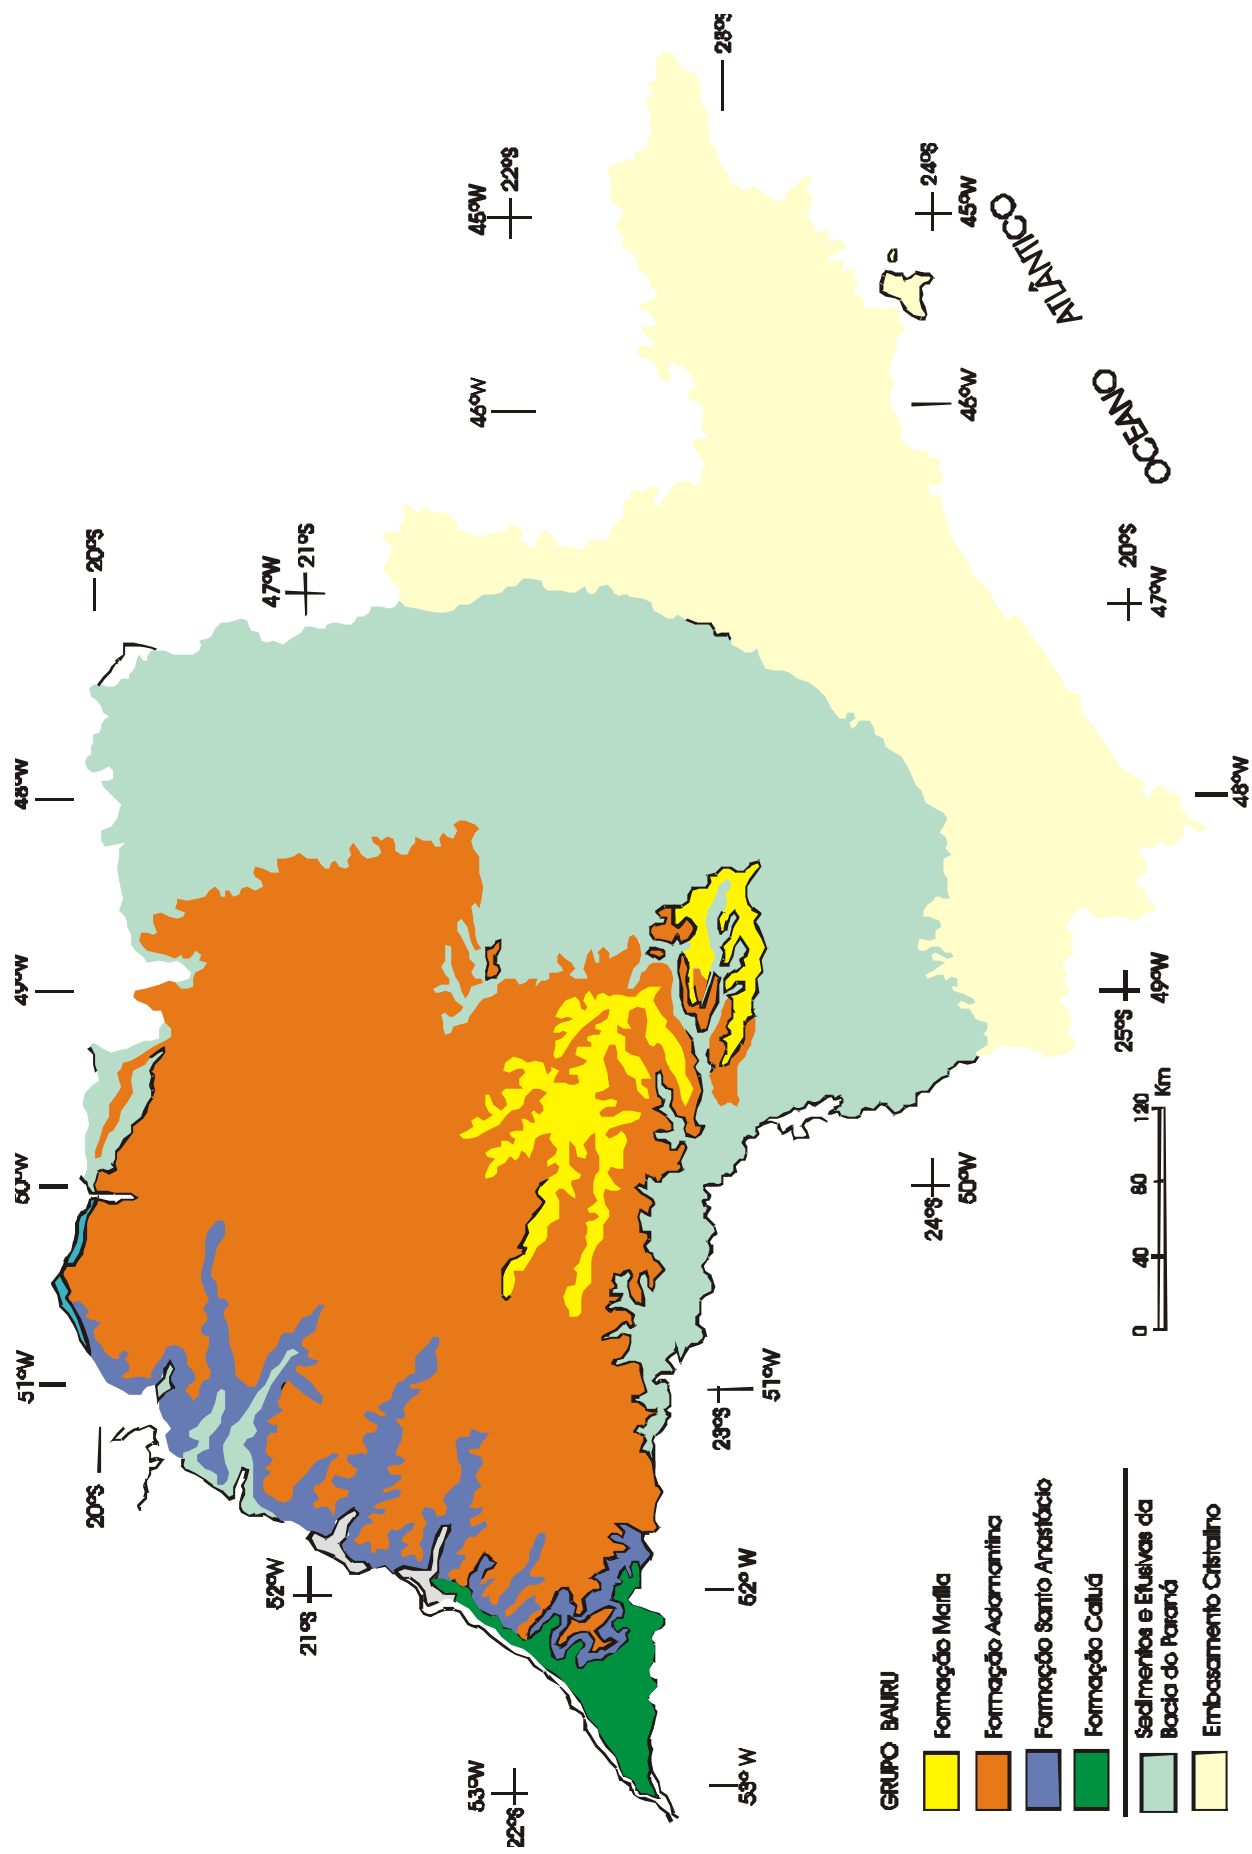 51ºW
50ºW
49ºW
48ºW
20ºS
20ºS
52ºW
47ºW
21ºS
21ºS
53ºW
46ºW
45ºW
22ºS
22ºS
23ºS
23ºS
53º W
52º W
51ºW
24ºS
24ºS
50ºW
46ºW
45ºW
OCEANO ATLÂNTICO
25ºS
20ºS
49ºW
47ºW
48ºW
0 40 80 120
Km
GRUPO BAURU
Formação Marília
Formação Adamantina
Formação Santo Anastácio
Formação Caiuá
Sedimentos e Efusivas da
Bacia do Paraná
Embasamento Cristalino